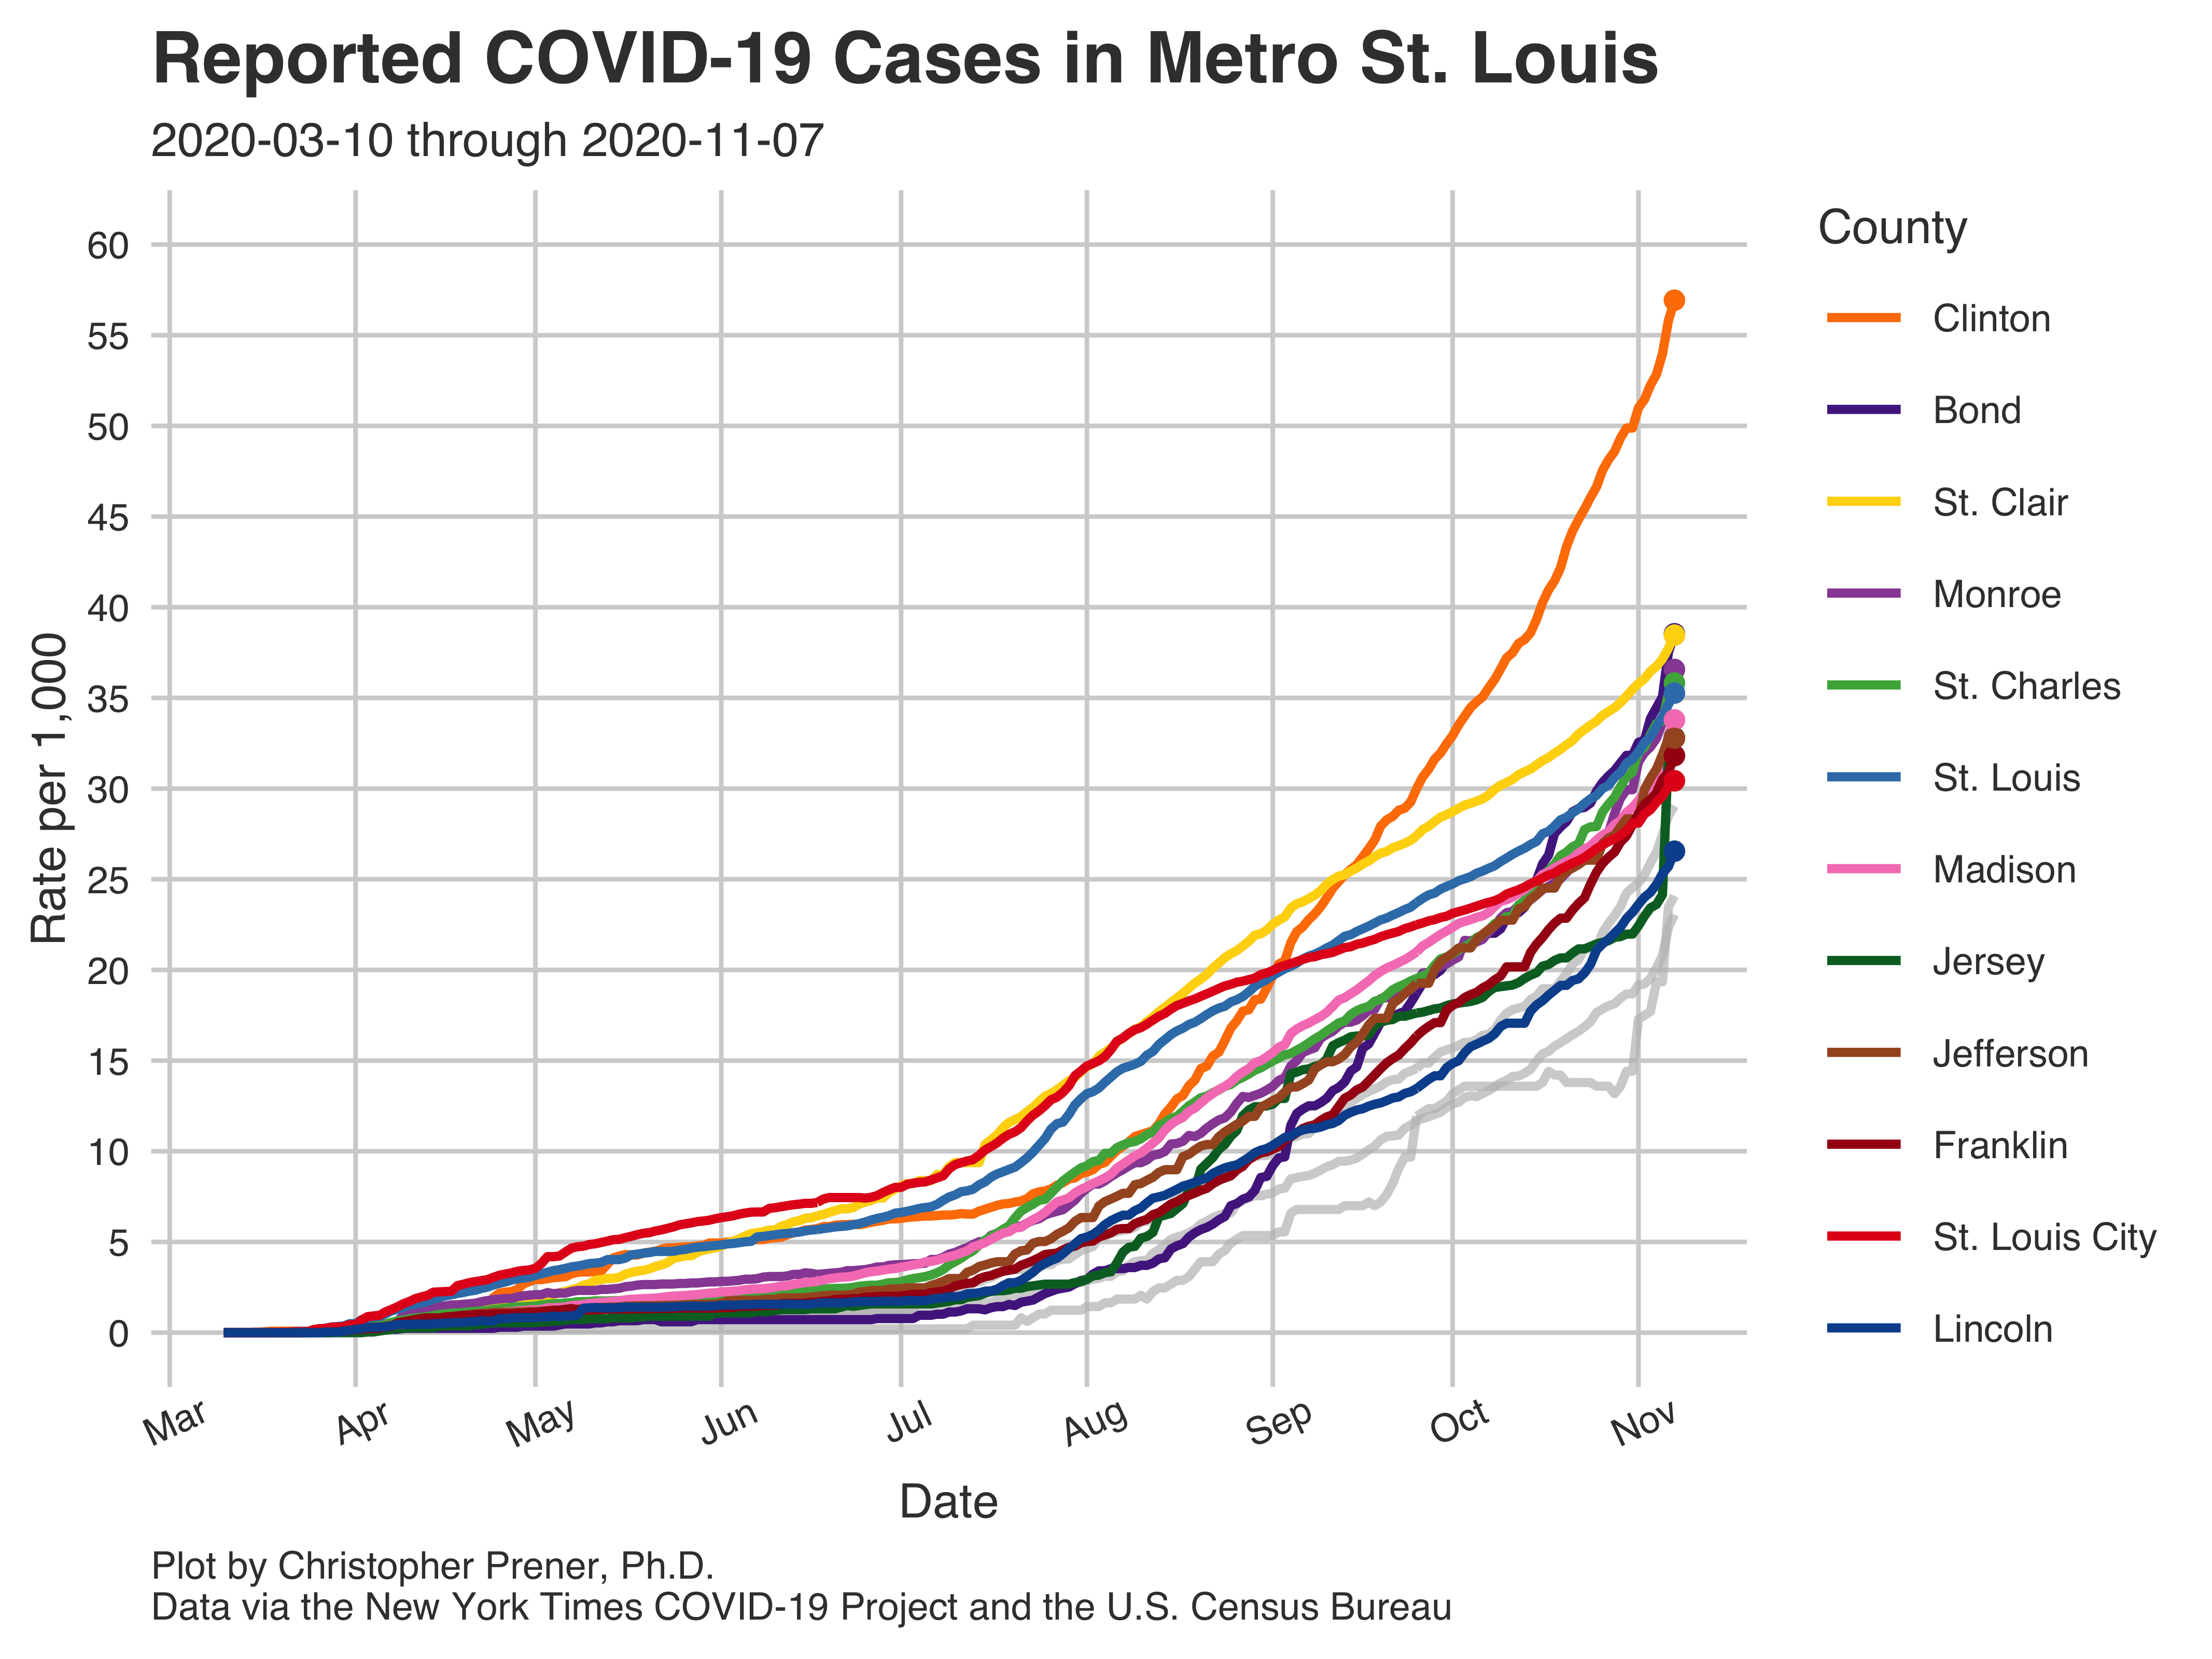 Reported COVID-19 Cases in Metro St. Louis
2020-03-10 through 2020-11-07
Rate per 1,000
60
55
50
45
40
35
30
25
20
15
10
5
0
Mar
Apr
May
Jun
Jul
Aug
Sep
Oct
Nov
Date
County
Clinton
Bond
St. Clair
Monroe
St. Charles
St. Louis
Madison
Jersey
Jefferson
Franklin
St. Louis City
Lincoln
Plot by Christopher Prener, Ph.D.
Data via the New York Times COVID-19 Project and the U.S. Census Bureau